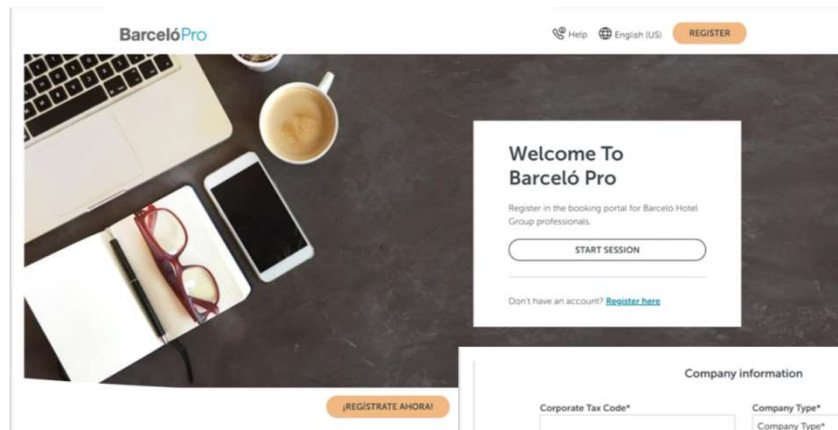 BarcelóPro
Help English (US) REGISTER
Welcome To
Barceló Pro
Register in the booking portal for Barceló Hotel
Group professionals.
START SESSION
Don't have an account? Register here
¡REGÍSTRATE AHORA!
Company information
Corporate Tax Code* Company Type*
Company Type*